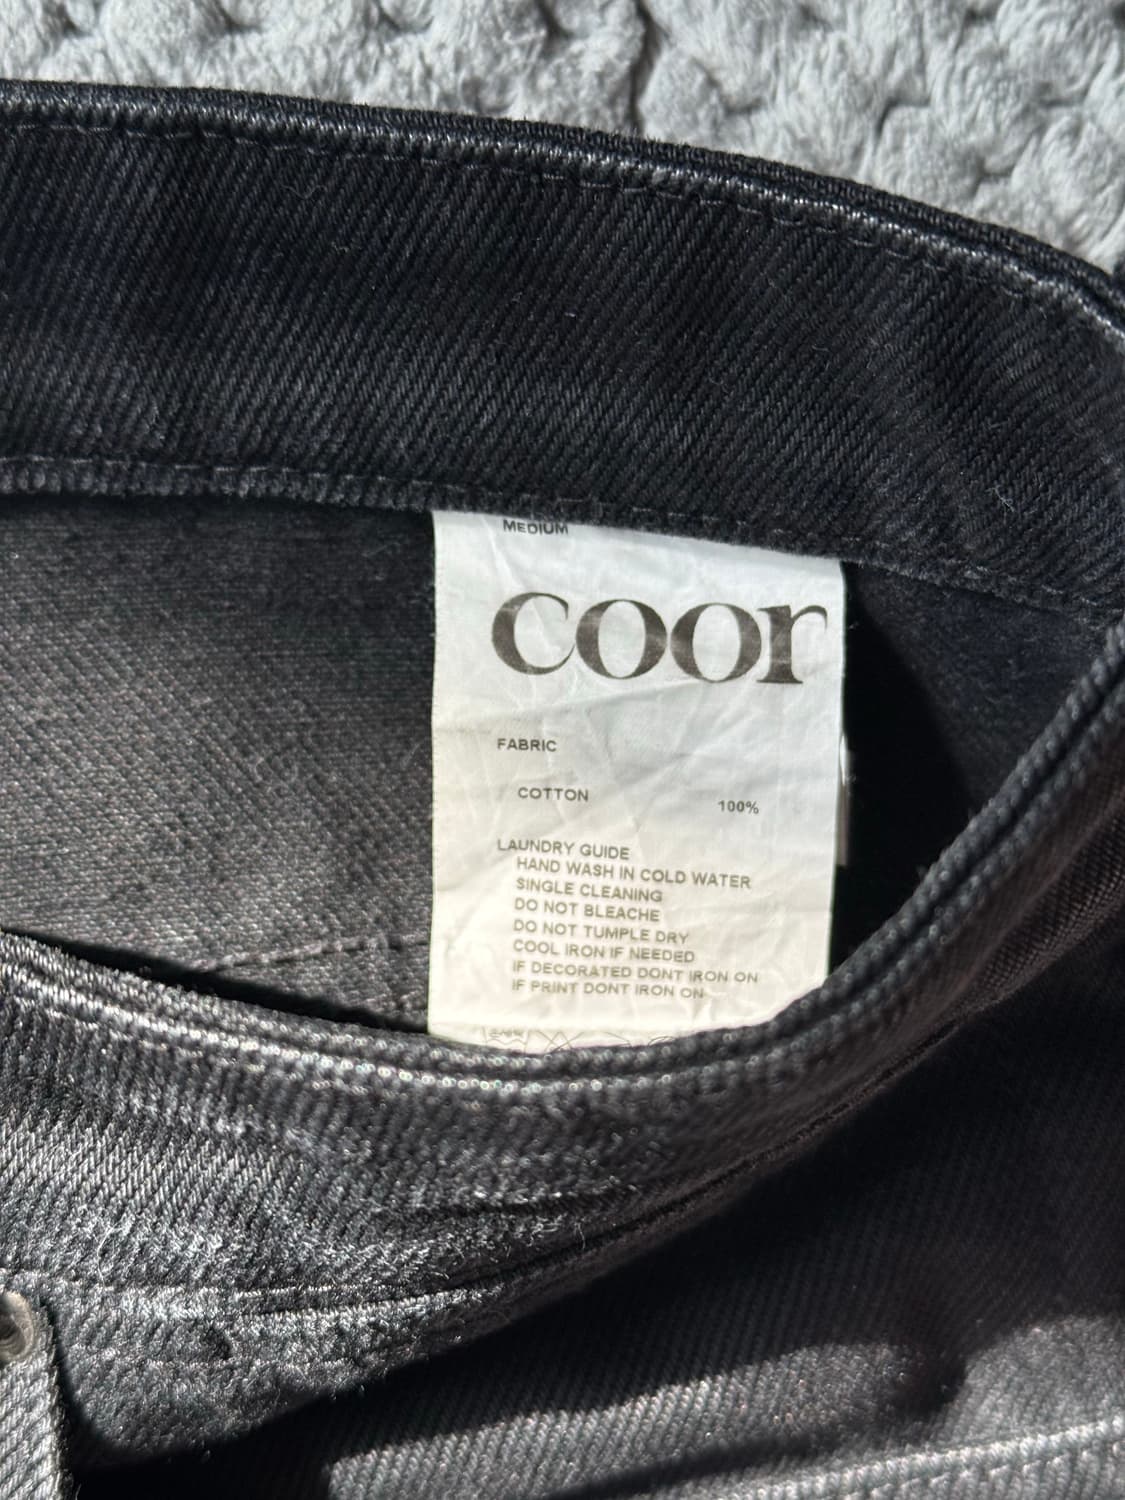 MEDIUM
coor
FABRIC
COTTON 100%
LAUNDRY GUIDE
HAND WASH IN COLD WATER
SINGLE CLEANING
DO NOT BLEACHE
DO NOT TUMPLE DRY
COOL IRON IF NEEDED
IF DECORATED DONT IRON ON
IF PRINT DONT IRON ON